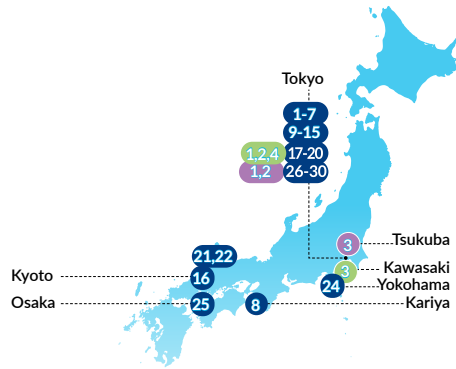 Tokyo
1-7
9-15
1,2,4 17-20
1,2 26-30
3 Tsukuba
21,22
Kyoto 16
3 Kawasaki
24 Yokohama
Osaka 25
8 Kariya